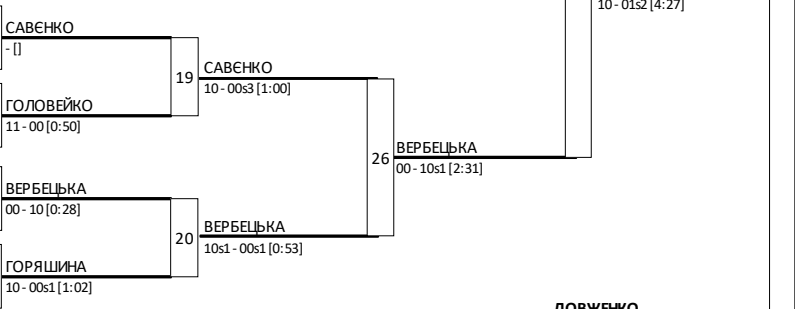 10 - 01s2 [4:27]
САВЄНКО
- []
19
САВЄНКО
10 - 00s3 [1:00]
ГОЛОВЕЙКО
11 - 00 [0:50]
26
ВЕРБЕЦЬКА
00 - 10s1 [2:31]
ВЕРБЕЦЬКА
00 - 10 [0:28]
20
ВЕРБЕЦЬКА
10s1 - 00s1 [0:53]
ГОРЯШИНА
10 - 00s1 [1:02]
ДОВЖЕНКО